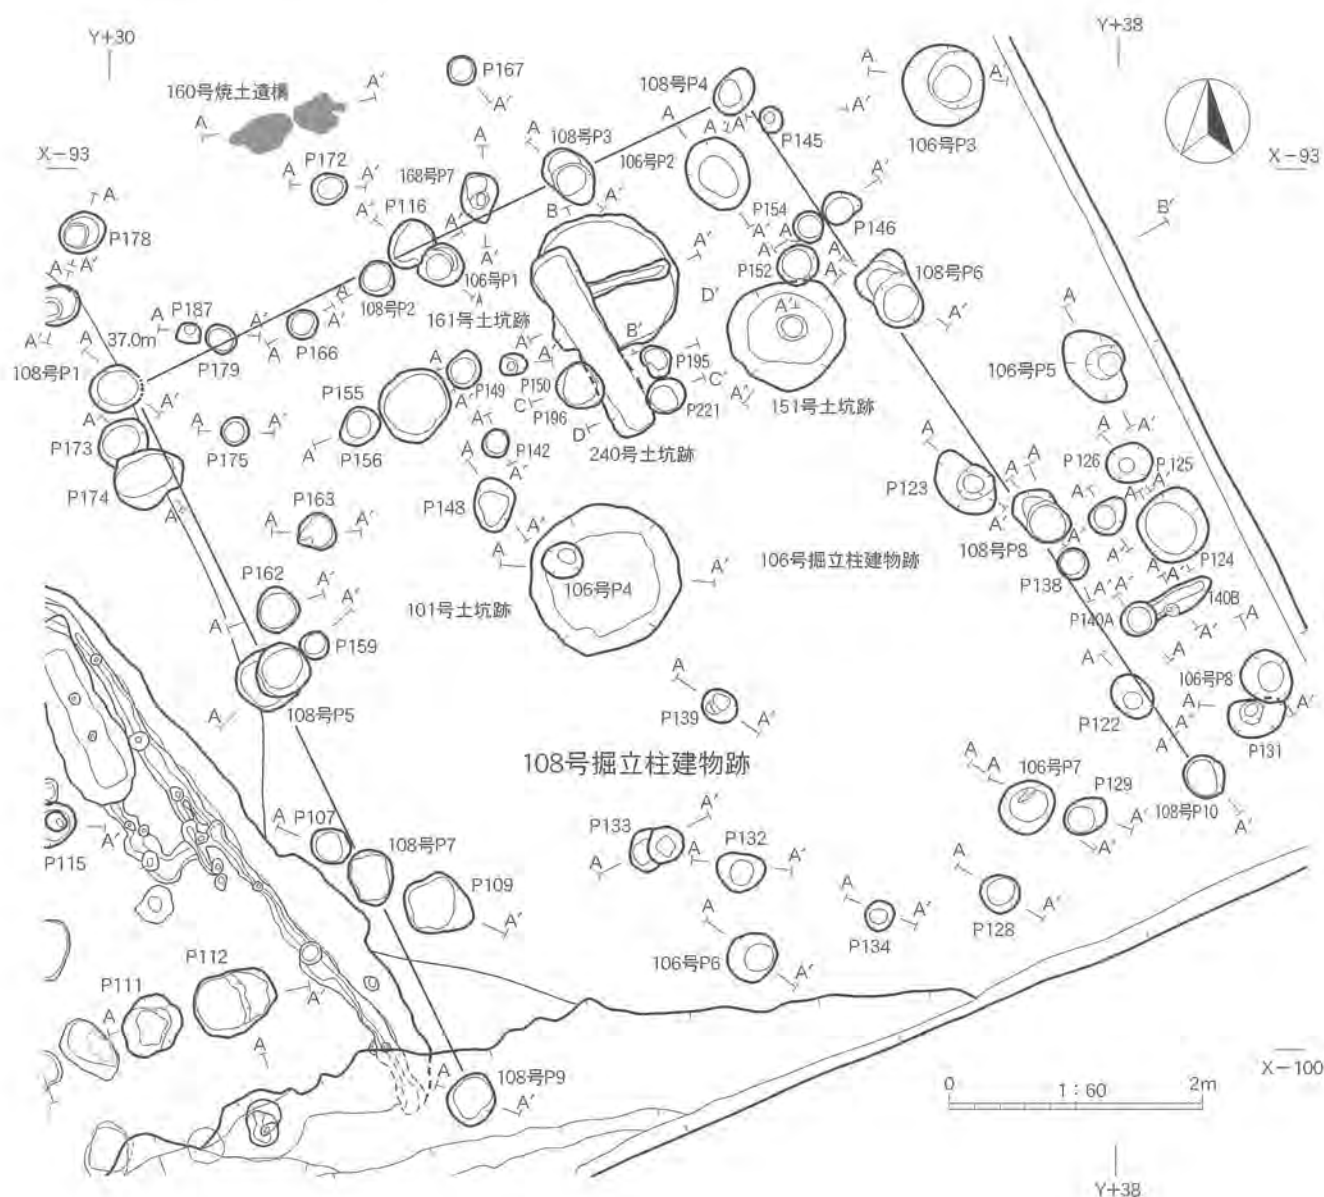 Y+30
Y+38
P167
A A′
160号焼土遺構
A′
A
108号P4
A A′
106号P3
X−93
P172
A A′
108号P3
A
106号P2
A A A′
P145
A′
X−93
168号P7
A
P116
A′
B A′
P154
P146
A′
B′
P178
A
A A′
106号P1
A′
P152
108号P6
A′
P187
A
37.0m
108号P2
A
161号土坑跡
A′
D′
A′
B′
A
A′
108号P1
A
P179
A′
P166
A′
A
P155
A
P149
A′
P150
A′
P195
C′
P221
A′
106号P5
A
151号土坑跡
A′
P173
A
P175
A A′
A
P156
C
P196
D
240号土坑跡
A
P142
A′
A
P126
A′
P125
P174
A′
P163
A A′
P148
A
A′
P123
A′
A
108号P8
A′
A′
P162
A′
A
A′
101号土坑跡
106号P4
106号掘立柱建物跡
P138
P124
140B
P140A
A
A′
P159
A′
A
108号P5
A
P139
A′
A
P122
106号P8
A
A′
P131
A
A′
108号掘立柱建物跡
A
A
106号P7
P129
A′
A′
108号P10
A′
P107
A
108号P7
P109
A′
P133
A
A′
P132
A A′
A
P128
A′
P115
A′
A
106号P6
A′
A
P134
A′
P112
A′
P111
A
A
108号P9
A
A′
0 1：60 2m
X−100
Y+38